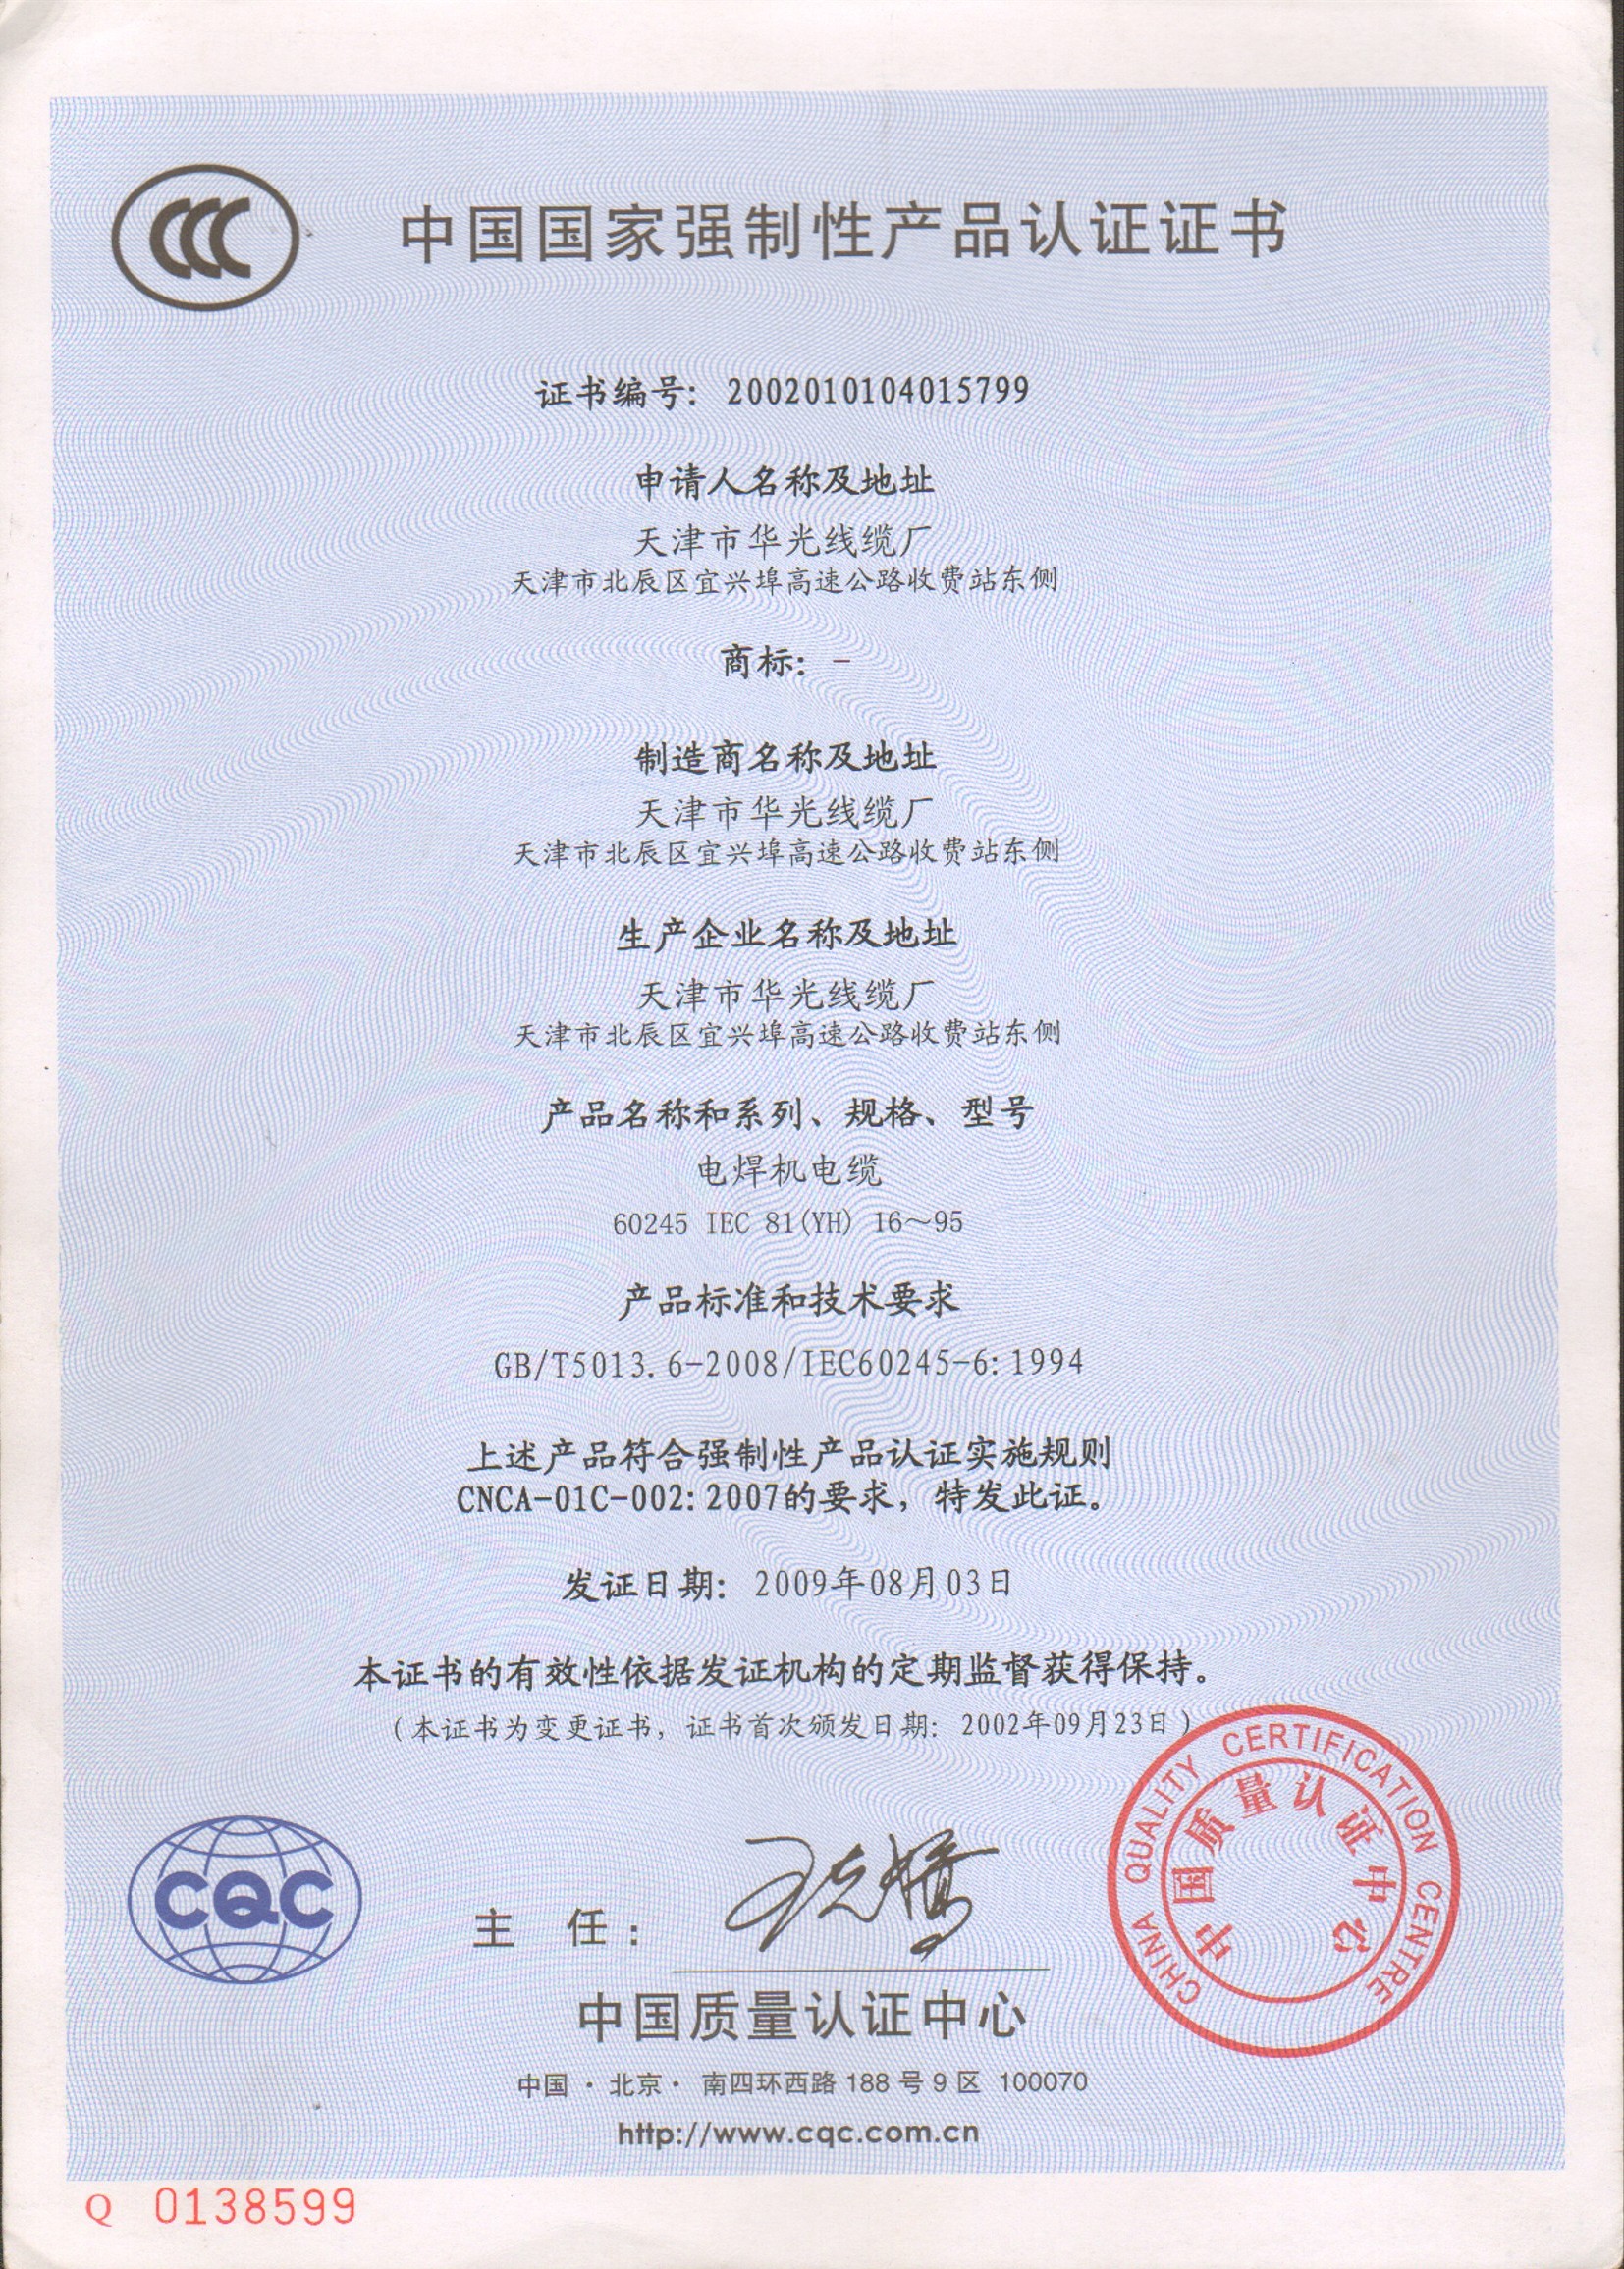 CCC
中国国家强制性产品认证证书
证书编号: 2002010104015799
申请人名称及地址
天津市华光线缆厂
天津市北辰区宜兴埠高速公路收费站东侧
商标: -
制造商名称及地址
天津市华光线缆厂
天津市北辰区宜兴埠高速公路收费站东侧
生产企业名称及地址
天津市华光线缆厂
天津市北辰区宜兴埠高速公路收费站东侧
产品名称和系列、规格、型号
电焊机电缆
60245 IEC 81(YH) 16～95
产品标准和技术要求
GB/T5013.6-2008/IEC60245-6:1994
上述产品符合强制性产品认证实施规则
CNCA-01C-002:2007的要求，特发此证。
发证日期: 2009年08月03日
本证书的有效性依据发证机构的定期监督获得保持。
(本证书为变更证书，证书首次颁发日期: 2002年09月23日)
CHINA QUALITY CERTIFICATION CENTRE
中国质量认证中心
CQC
主 任:
中国质量认证中心
中国·北京· 南四环西路 188 号 9 区 100070
http://www.cqc.com.cn
Q 0138599